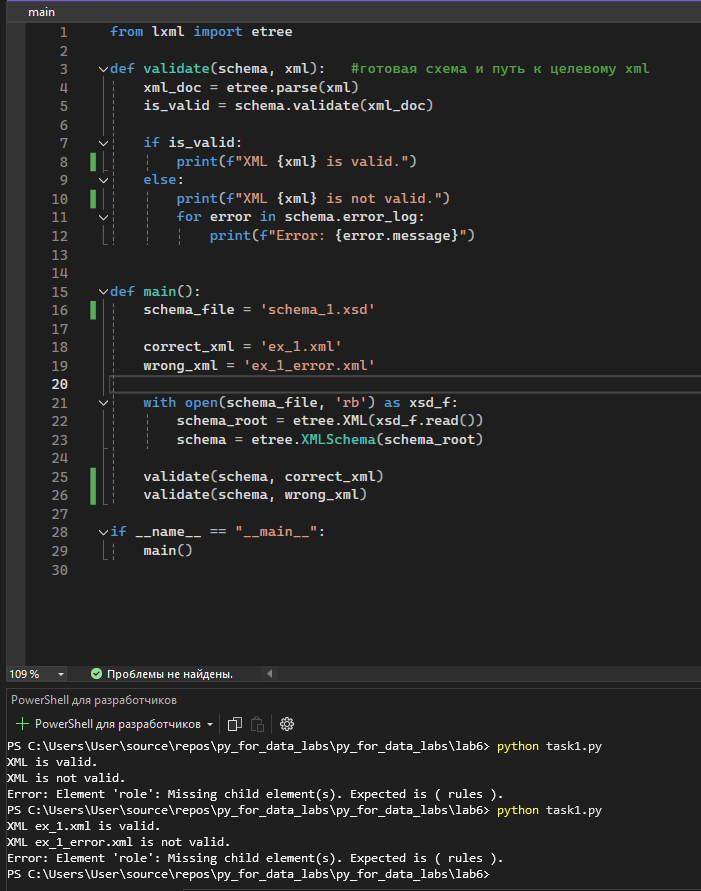 main
1 from lxml import etree
2
3 def validate(schema, xml):   #готовая схема и путь к целевому xml
4     xml_doc = etree.parse(xml)
5     is_valid = schema.validate(xml_doc)
6
7     if is_valid:
8         print(f"XML {xml} is valid.")
9     else:
10         print(f"XML {xml} is not valid.")
11         for error in schema.error_log:
12             print(f"Error: {error.message}")
13
14
15 def main():
16     schema_file = 'schema_1.xsd'
17
18     correct_xml = 'ex_1.xml'
19     wrong_xml = 'ex_1_error.xml'
20
21     with open(schema_file, 'rb') as xsd_f:
22         schema_root = etree.XML(xsd_f.read())
23         schema = etree.XMLSchema(schema_root)
24
25     validate(schema, correct_xml)
26     validate(schema, wrong_xml)
27
28 if __name__ == "__main__":
29     main()
30
109 % Проблемы не найдены.
PowerShell для разработчиков
PowerShell для разработчиков
PS C:\Users\User\source\repos\py_for_data_labs\py_for_data_labs\lab6> python task1.py
XML is valid.
XML is not valid.
Error: Element 'role': Missing child element(s). Expected is ( rules ).
PS C:\Users\User\source\repos\py_for_data_labs\py_for_data_labs\lab6> python task1.py
XML ex_1.xml is valid.
XML ex_1_error.xml is not valid.
Error: Element 'role': Missing child element(s). Expected is ( rules ).
PS C:\Users\User\source\repos\py_for_data_labs\py_for_data_labs\lab6>